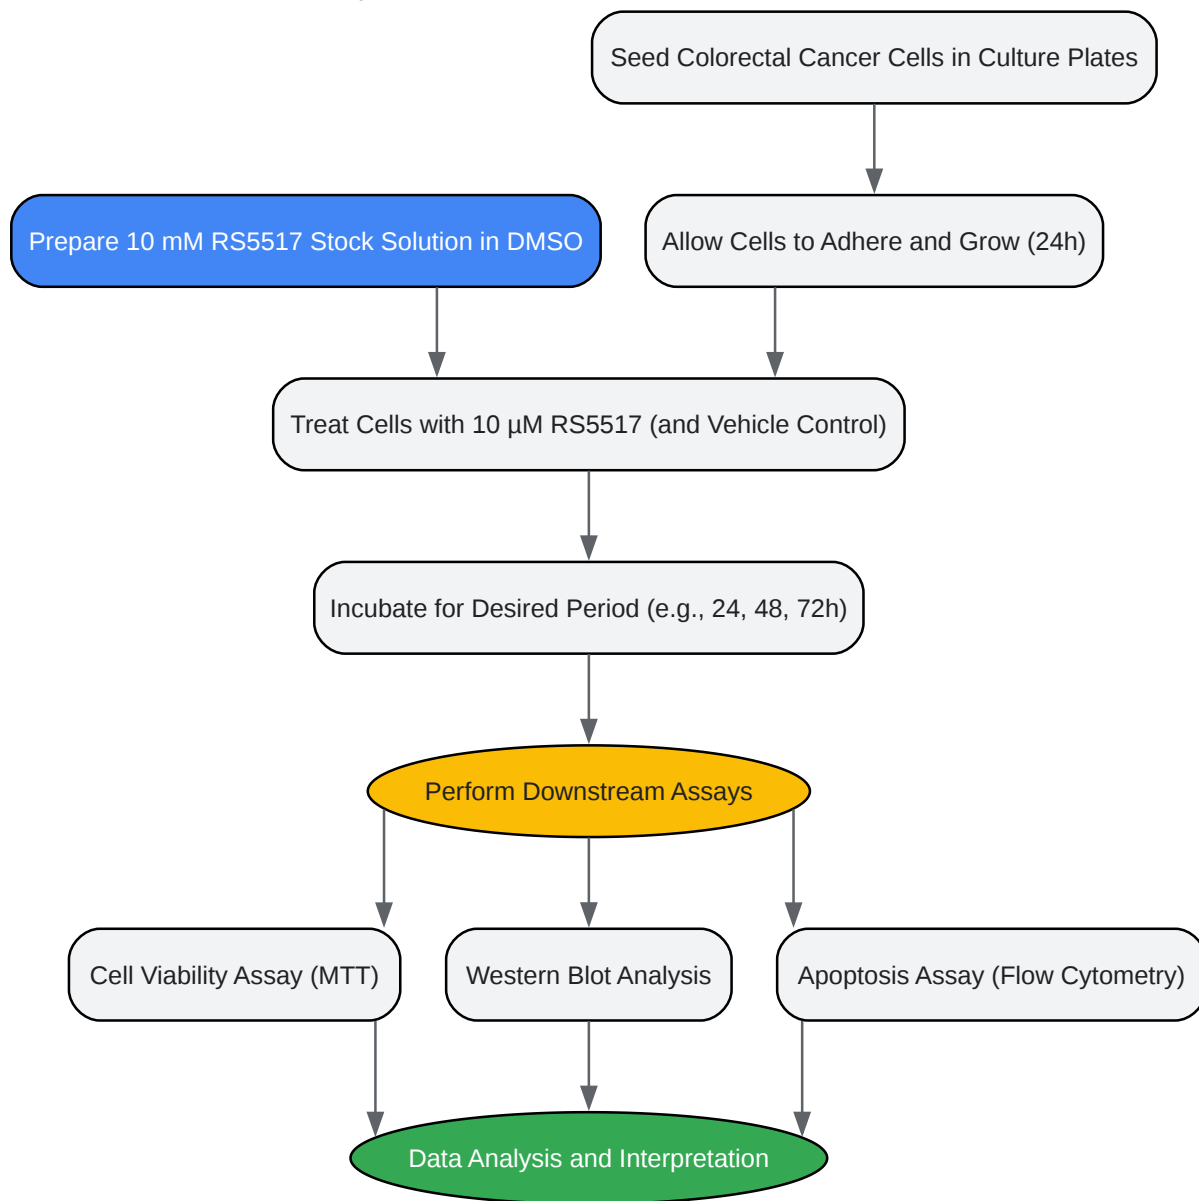 Seed Colorectal Cancer Cells in Culture Plates
Prepare 10 mM RS5517 Stock Solution in DMSO
Allow Cells to Adhere and Grow (24h)
Treat Cells with 10 µM RS5517 (and Vehicle Control)
Incubate for Desired Period (e.g., 24, 48, 72h)
Perform Downstream Assays
Cell Viability Assay (MTT)
Western Blot Analysis
Apoptosis Assay (Flow Cytometry)
Data Analysis and Interpretation